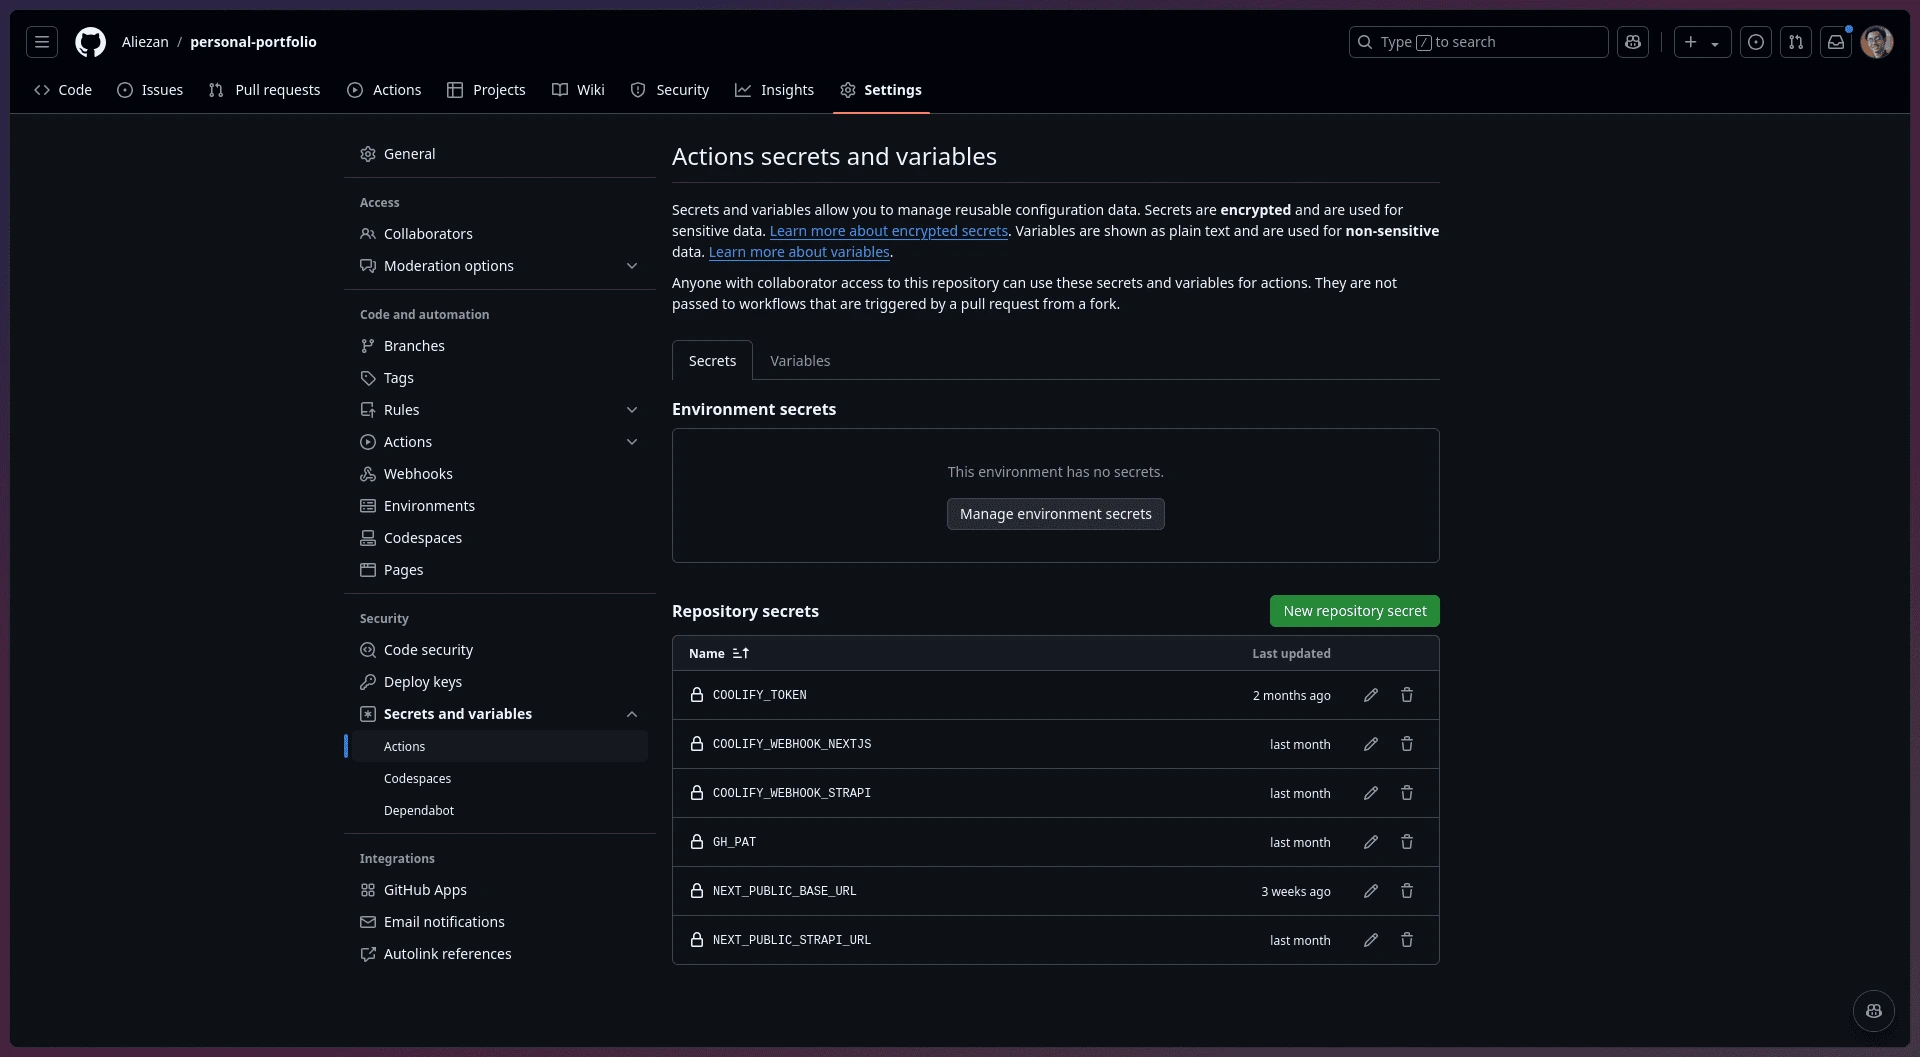 Aliezan / personal-portfolio
Type / to search
Code
Issues
Pull requests
Actions
Projects
Wiki
Security
Insights
Settings
General
Access
Collaborators
Moderation options
Code and automation
Branches
Tags
Rules
Actions
Webhooks
Environments
Codespaces
Pages
Security
Code security
Deploy keys
Secrets and variables
Actions
Codespaces
Dependabot
Integrations
GitHub Apps
Email notifications
Autolink references
Actions secrets and variables
Secrets and variables allow you to manage reusable configuration data. Secrets are encrypted and are used for
sensitive data. Learn more about encrypted secrets. Variables are shown as plain text and are used for non-sensitive
data. Learn more about variables.
Anyone with collaborator access to this repository can use these secrets and variables for actions. They are not
passed to workflows that are triggered by a pull request from a fork.
Secrets
Variables
Environment secrets
This environment has no secrets.
Manage environment secrets
Repository secrets
New repository secret
Name Last updated
COOLIFY_TOKEN 2 months ago
COOLIFY_WEBHOOK_NEXTJS last month
COOLIFY_WEBHOOK_STRAPI last month
GH_PAT last month
NEXT_PUBLIC_BASE_URL 3 weeks ago
NEXT_PUBLIC_STRAPI_URL last month